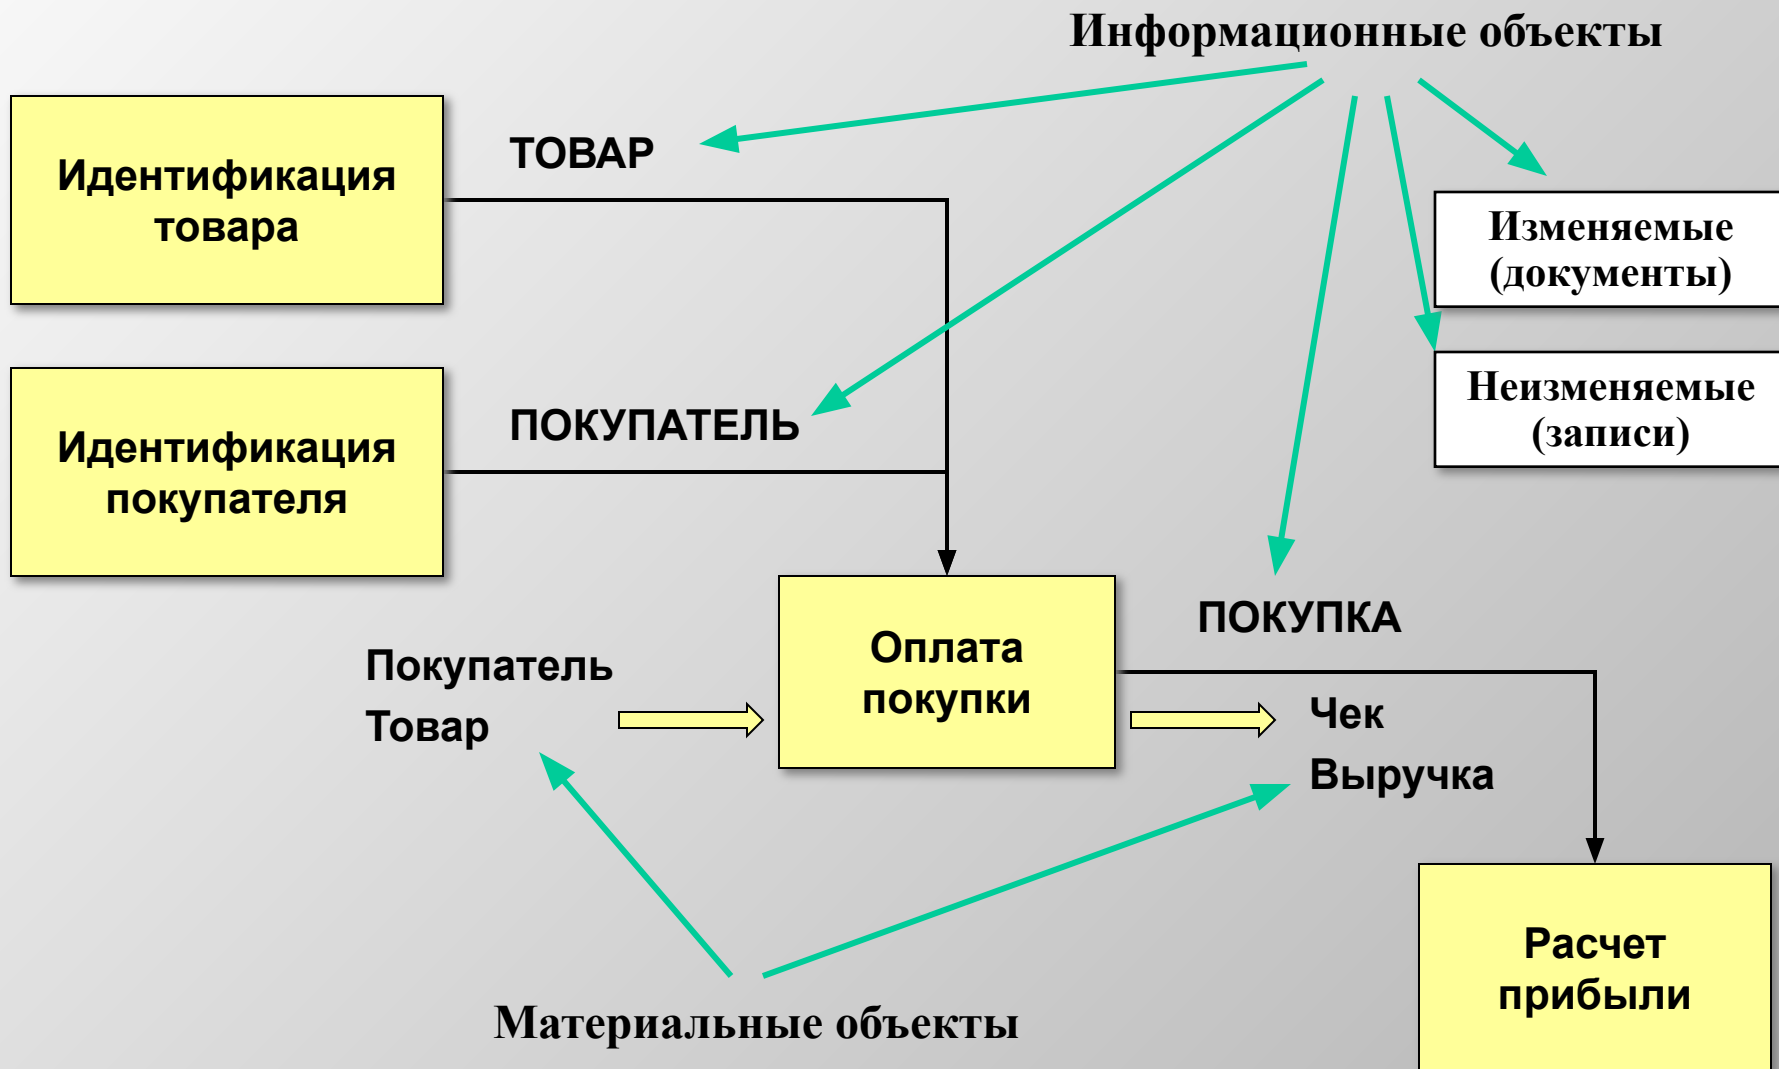 Информационные объекты
ТОВАР
Идентификация
товара
Изменяемые
(документы)
Неизменяемые
(записи)
ПОКУПАТЕЛЬ
Идентификация
покупателя
ПОКУПКА
Оплата
покупки
Покупатель
Товар
Чек
Выручка
Расчет
прибыли
Материальные объекты